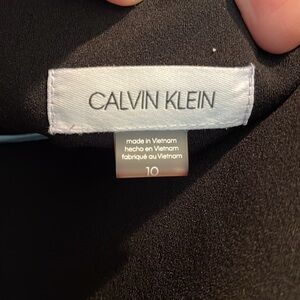 CALVIN KLEIN
made in Vietnam
hecho en Vietnam
fabriqué au Vietnam
10